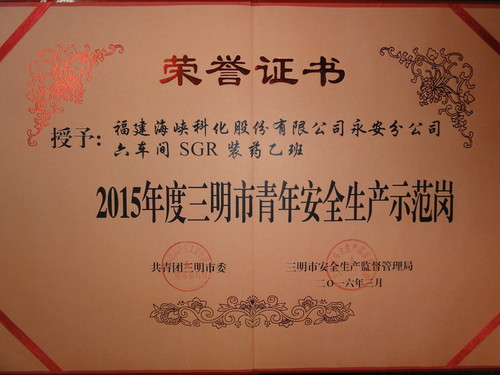 荣誉证书
授予：福建海峡科化股份有限公司永安分公司
六车间 SGR 装药乙班
2015年度三明市青年安全生产示范岗
共青团三明市委 三明市安全生产监督管理局
二〇一六年三月